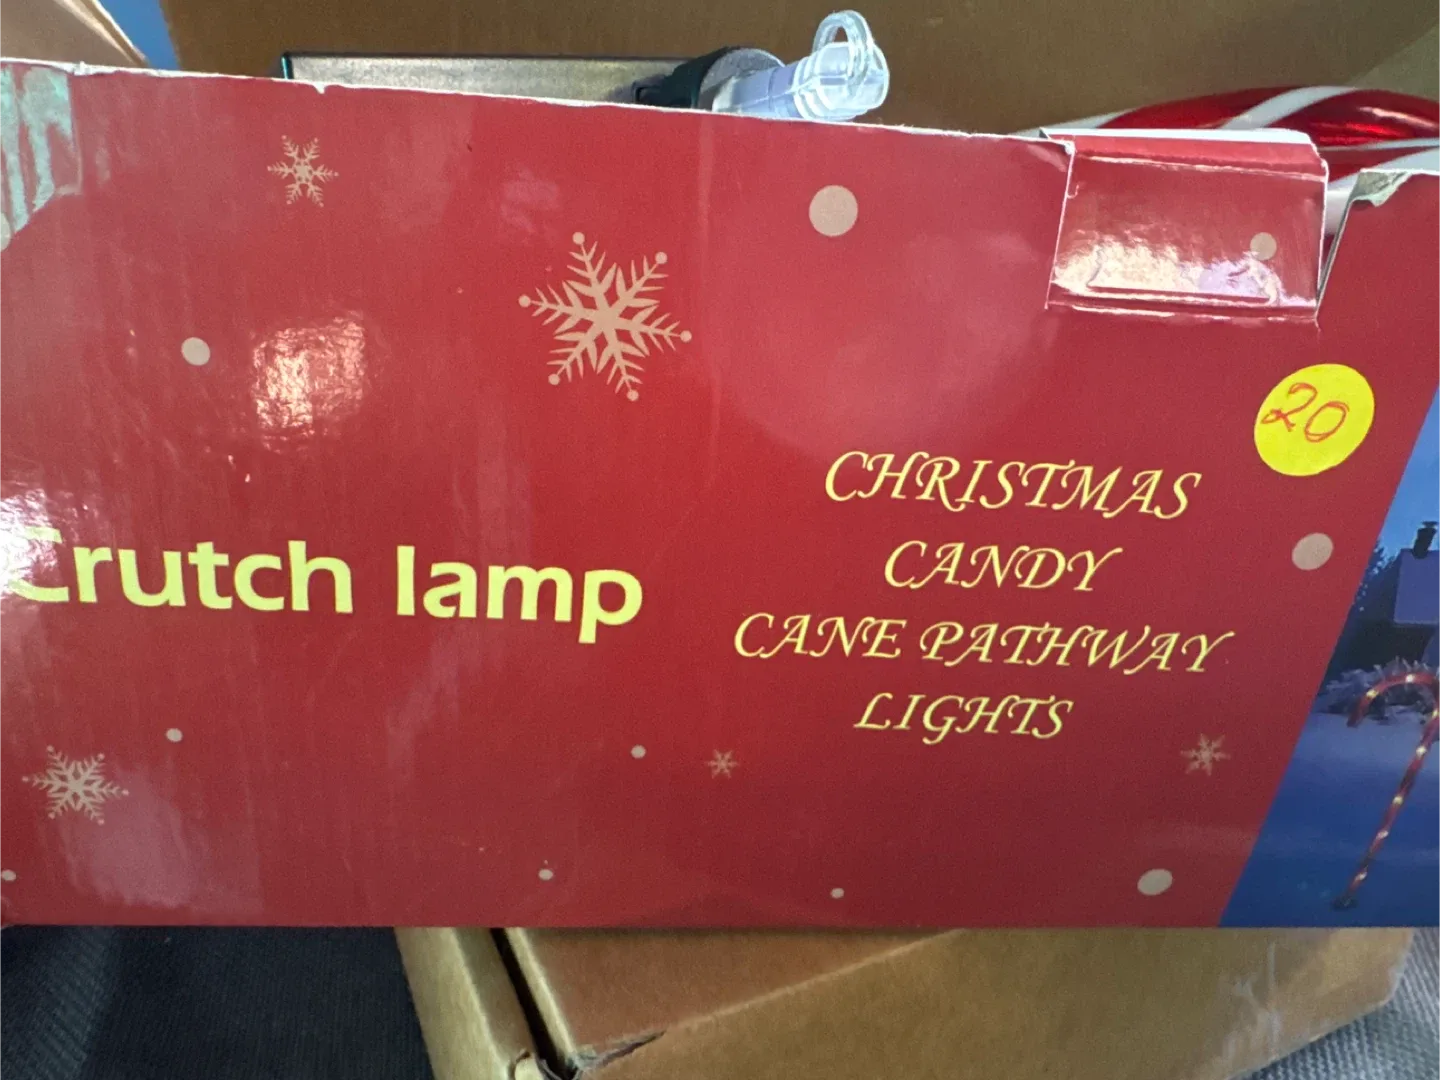 Crutch lamp
CHRISTMAS
CANDY
CANE PATHWAY
LIGHTS
20